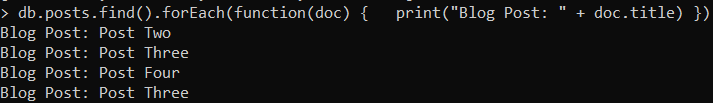 > db.posts.find().forEach(function(doc) {   print("Blog Post: " + doc.title) })
Blog Post: Post Two
Blog Post: Post Three
Blog Post: Post Four
Blog Post: Post Three